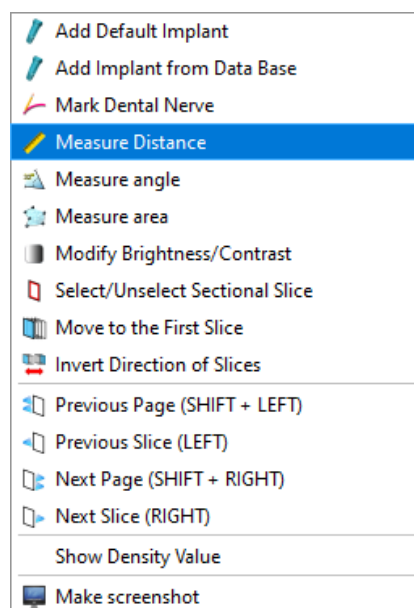 Add Default Implant
Add Implant from Data Base
Mark Dental Nerve
Measure Distance
Measure angle
Measure area
Modify Brightness/Contrast
Select/Unselect Sectional Slice
Move to the First Slice
Invert Direction of Slices
Previous Page (SHIFT + LEFT)
Previous Slice (LEFT)
Next Page (SHIFT + RIGHT)
Next Slice (RIGHT)
Show Density Value
Make screenshot